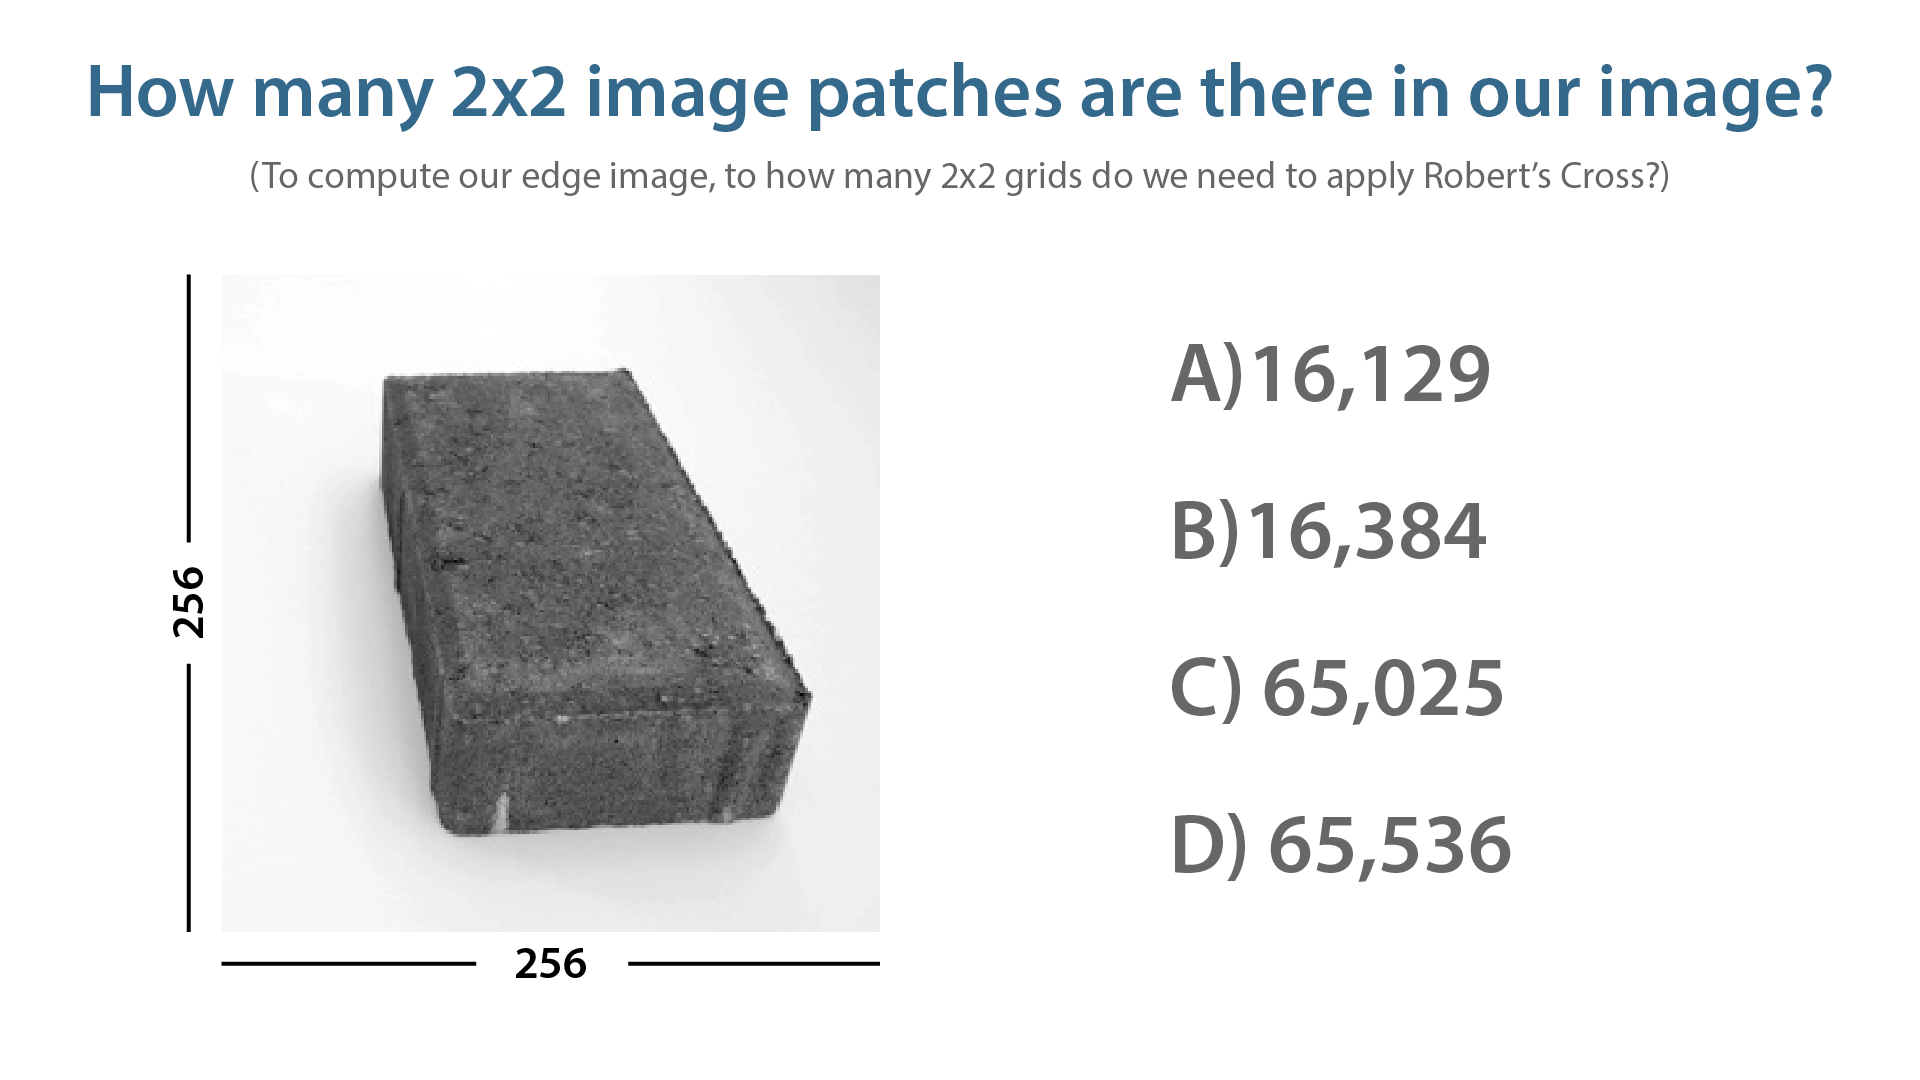 How many 2x2 image patches are there in our image?
(To compute our edge image, to how many 2x2 grids do we need to apply Robert’s Cross?)
256
256
A)16,129
B)16,384
C) 65,025
D) 65,536